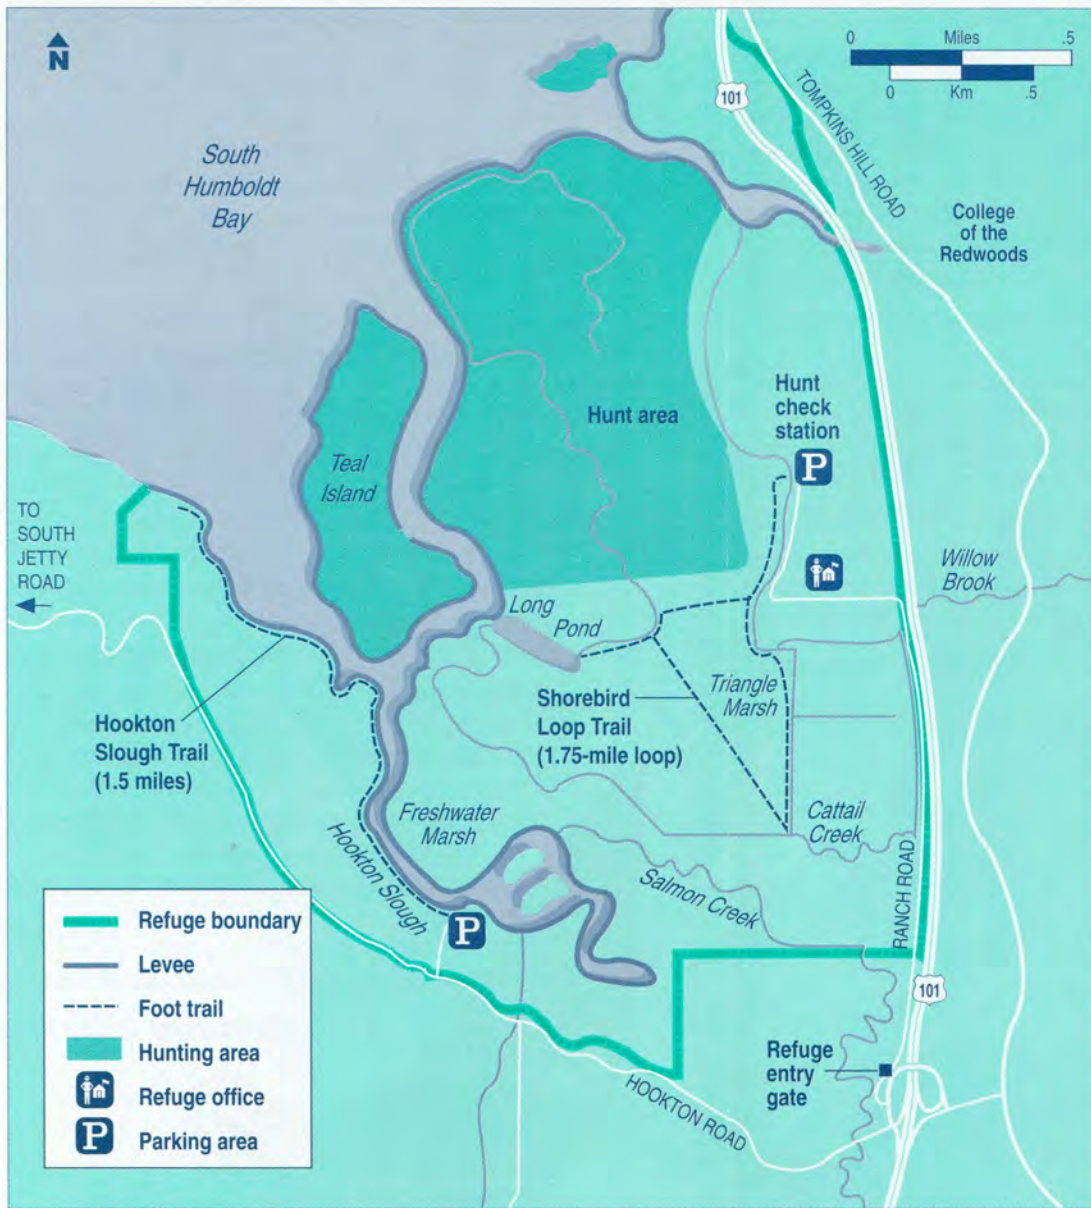 N
South
Humboldt
Bay
0 Miles .5
0 Km .5
101
TOMPKINS HILL ROAD
College
of the
Redwoods
Hunt area
Hunt
check
station
P
Teal
Island
TO
SOUTH
JETTY
ROAD
Willow
Brook
Long
Pond
Shorebird
Loop Trail
(1.75-mile loop)
Triangle
Marsh
Hookton
Slough Trail
(1.5 miles)
Freshwater
Marsh
Cattail
Creek
Hookton Slough
Salmon Creek
RANCH ROAD
P
101
Refuge
entry
gate
HOOKTON ROAD
Refuge boundary
Levee
Foot trail
Hunting area
Refuge office
P Parking area